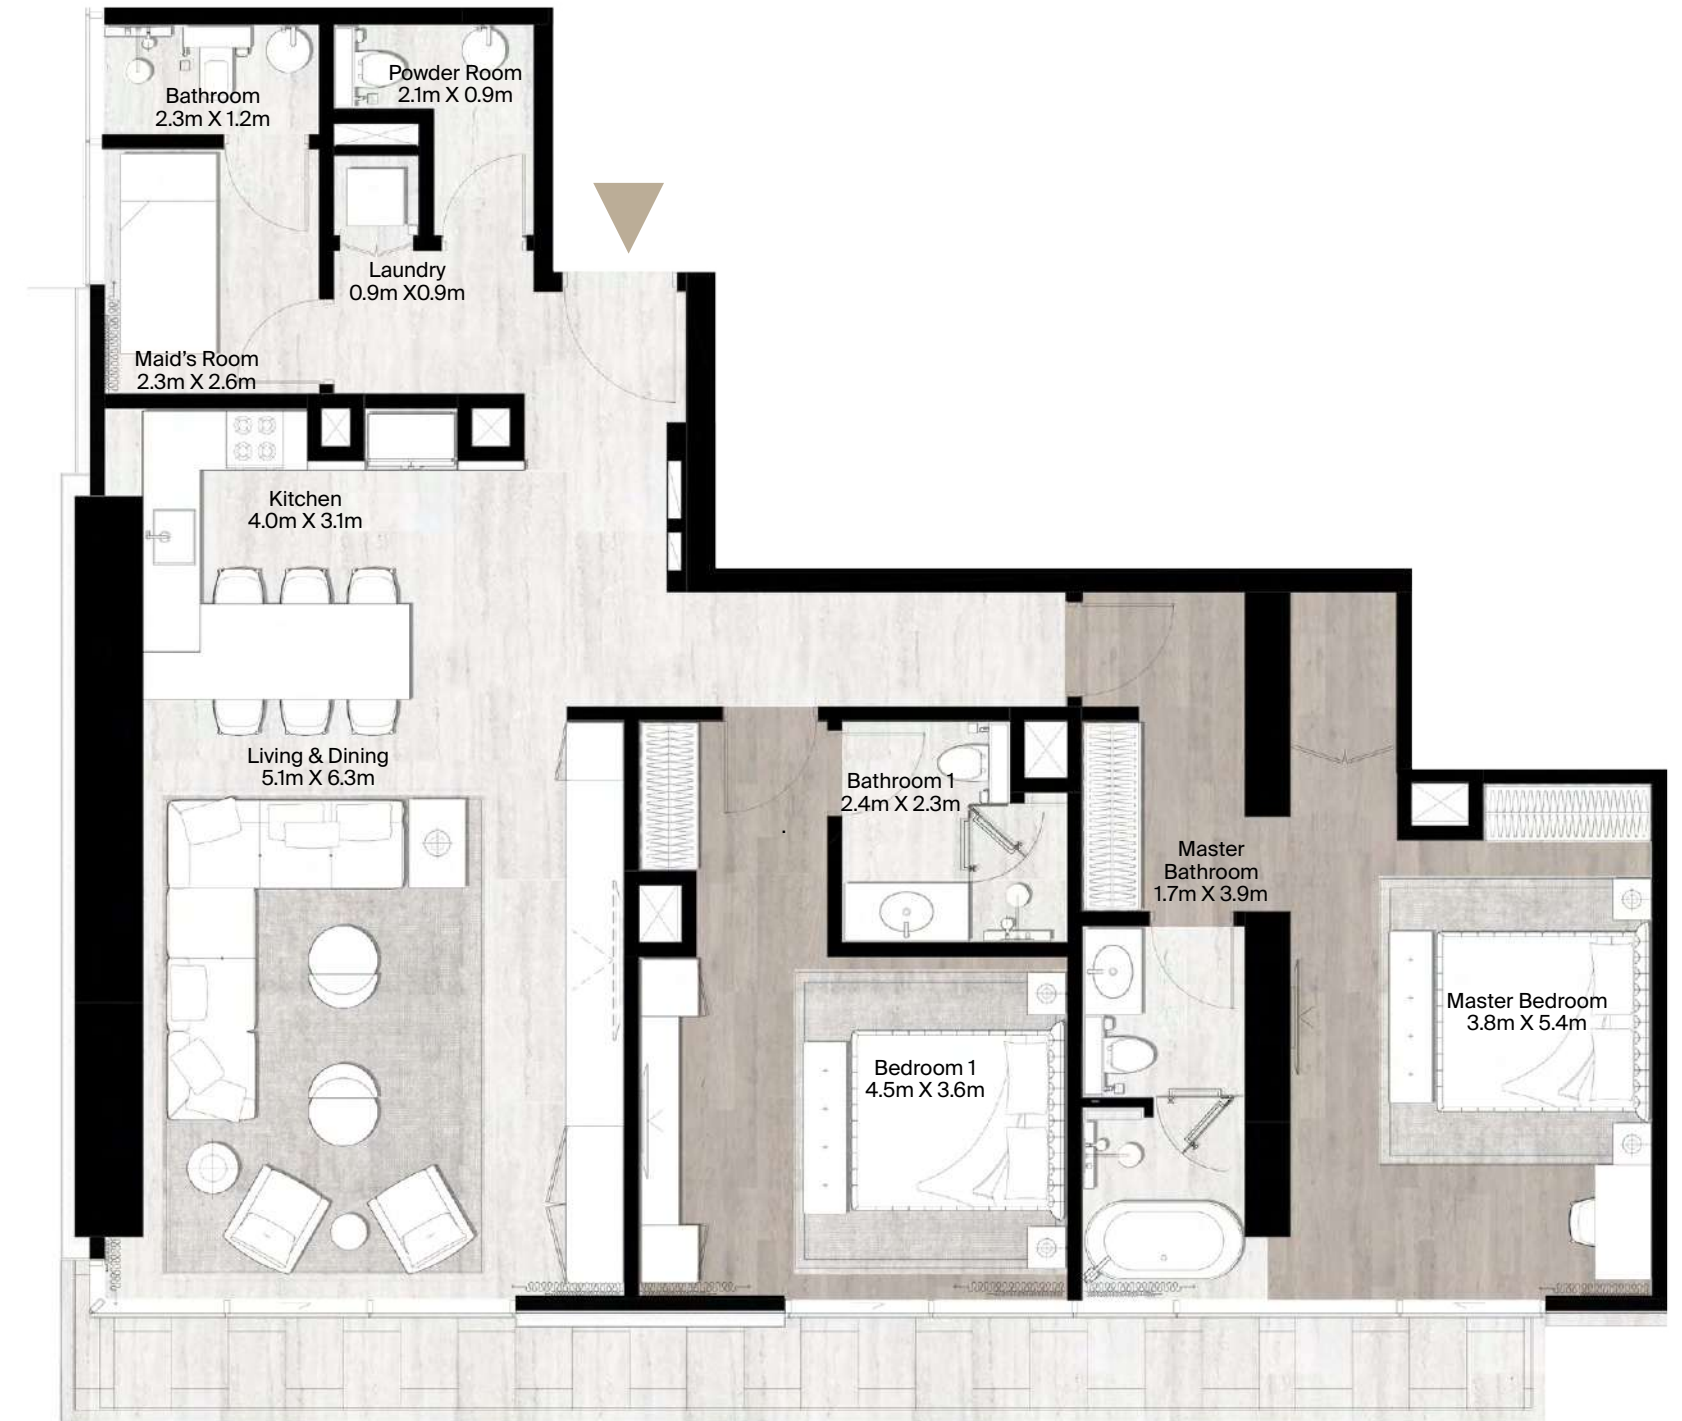 Powder Room
2.1m X 0.9m
Bathroom
2.3m X 1.2m
Laundry
0.9m X0.9m
Maid's Room
2.3m X 2.6m
Kitchen
4.0m X 3.1m
Living & Dining
5.1m X 6.3m
Bathroom 1
2.4m X 2.3m
Master
Bathroom
1.7m X 3.9m
Master Bedroom
3.8m X 5.4m
Bedroom 1
4.5m X 3.6m